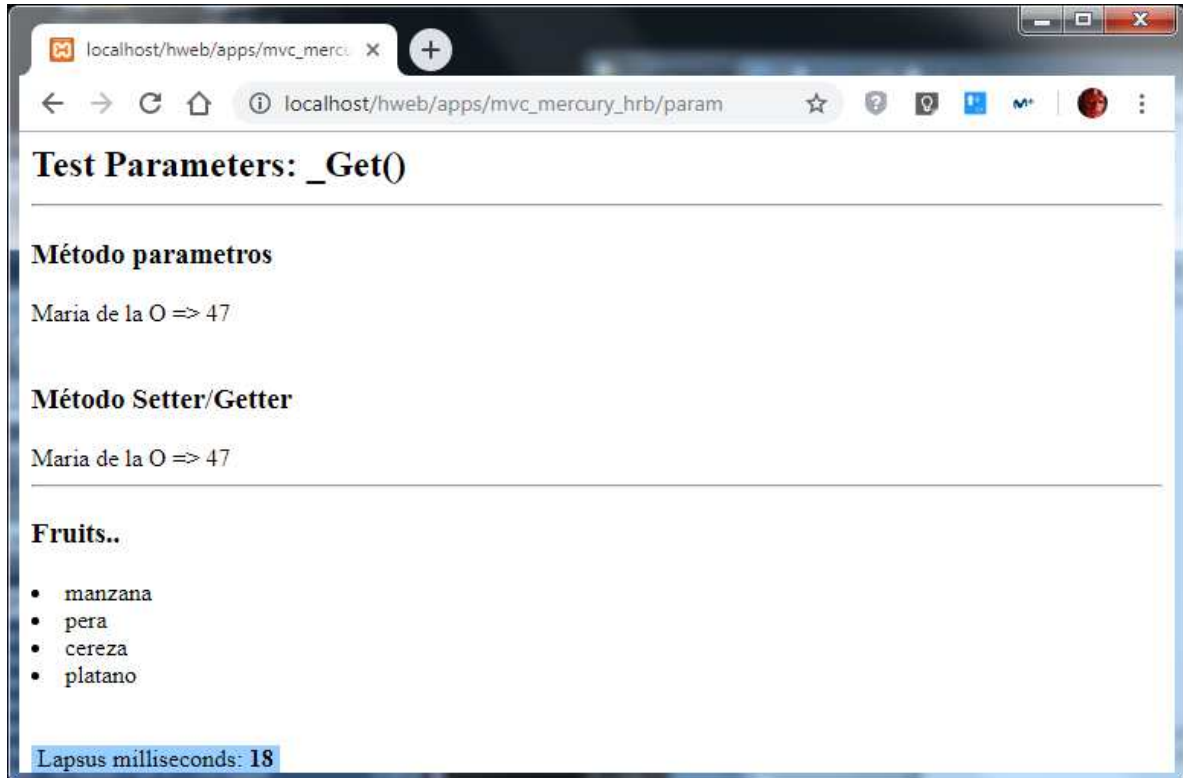 localhost/hweb/apps/mvc_merc
localhost/hweb/apps/mvc_mercury_hrb/param
Test Parameters: _Get()
Método parametros
Maria de la O => 47
Método Setter/Getter
Maria de la O => 47
Fruits..
• manzana
• pera
• cereza
• platano
Lapsus milliseconds: 18